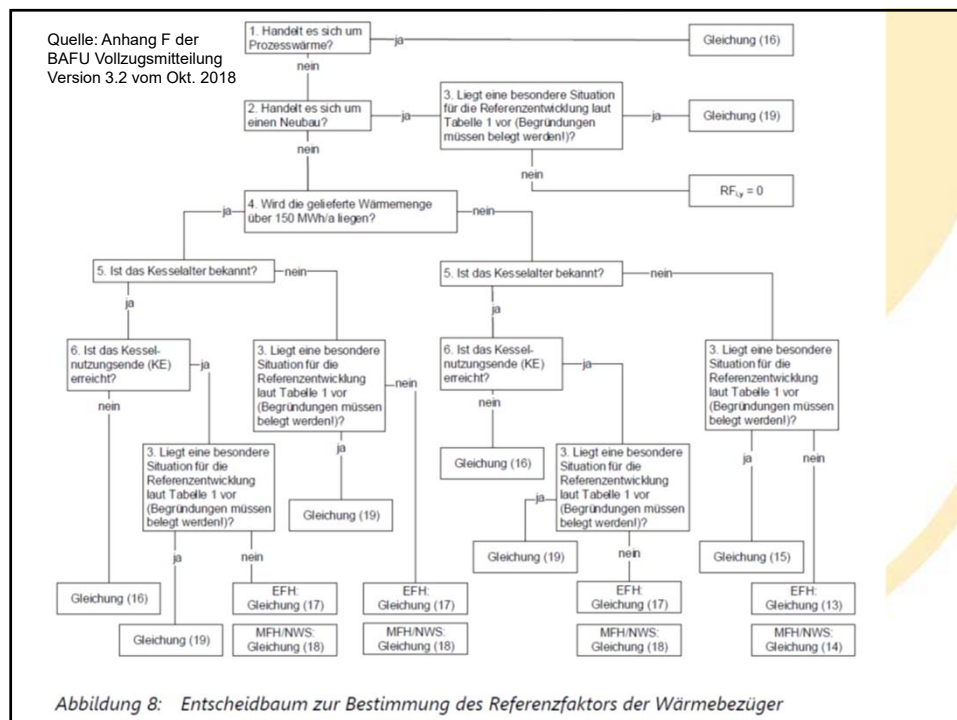 Quelle: Anhang F der
BAFU Vollzugsmitteilung
Version 3.2 vom Okt. 2018
1. Handelt es sich um
Prozesswärme?
ja
Gleichung (16)
nein
2. Handelt es sich um
einen Neubau?
ja
3. Liegt eine besondere Situation
für die Referenzentwicklung laut
Tabelle 1 vor (Begründungen
müssen belegt werden!)?
ja
Gleichung (19)
nein
nein
RFi,y = 0
4. Wird die gelieferte Wärmemenge
über 150 MWh/a liegen?
ja
nein
5. Ist das Kesselalter bekannt?
nein
5. Ist das Kesselalter bekannt?
nein
ja
ja
6. Ist das Kessel-
nutzungsende (KE)
erreicht?
ja
nein
3. Liegt eine besondere
Situation für die
Referenzentwicklung
laut Tabelle 1 vor
(Begründungen müssen
belegt werden!)?
nein
ja
6. Ist das Kessel-
nutzungsende (KE)
erreicht?
ja
nein
3. Liegt eine besondere
Situation für die
Referenzentwicklung
laut Tabelle 1 vor
(Begründungen müssen
belegt werden!)?
ja
nein
3. Liegt eine besondere
Situation für die
Referenzentwicklung
laut Tabelle 1 vor
(Begründungen müssen
belegt werden!)?
ja
nein
Gleichung (19)
Gleichung (16)
3. Liegt eine besondere
Situation für die
Referenzentwicklung
laut Tabelle 1 vor
(Begründungen müssen
belegt werden!)?
ja
nein
Gleichung (19)
Gleichung (15)
Gleichung (16)
Gleichung (19)
EFH:
Gleichung (17)
MFH/NWS:
Gleichung (18)
EFH:
Gleichung (17)
MFH/NWS:
Gleichung (18)
EFH:
Gleichung (17)
MFH/NWS:
Gleichung (18)
EFH:
Gleichung (13)
MFH/NWS:
Gleichung (14)
Abbildung 8: Entscheidbaum zur Bestimmung des Referenzfaktors der Wärmebezüger